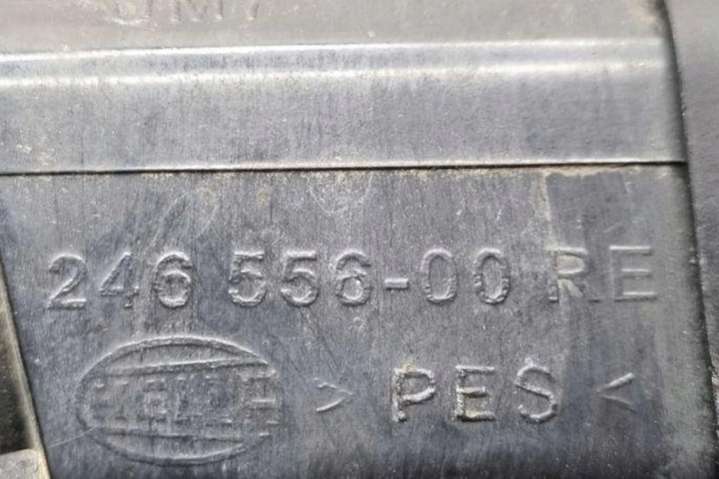 246 556-00 RE
HELLA > PES <